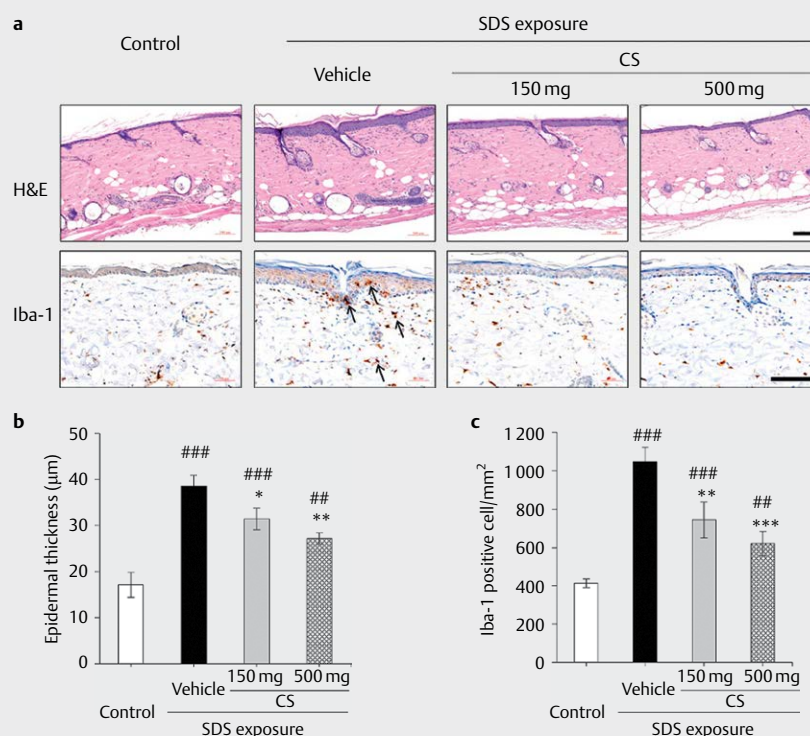 a
Control
SDS exposure
Vehicle
CS
150 mg
500 mg
H&E
Iba-1
b
Epidermal thickness (µm)
50
40
30
20
10
0
###
###
*
##
**
Control
Vehicle
150 mg
500 mg
CS
SDS exposure
c
Iba-1 positive cell/mm²
1 200
1 000
800
600
400
200
0
###
###
**
##
***
Control
Vehicle
150 mg
500 mg
CS
SDS exposure